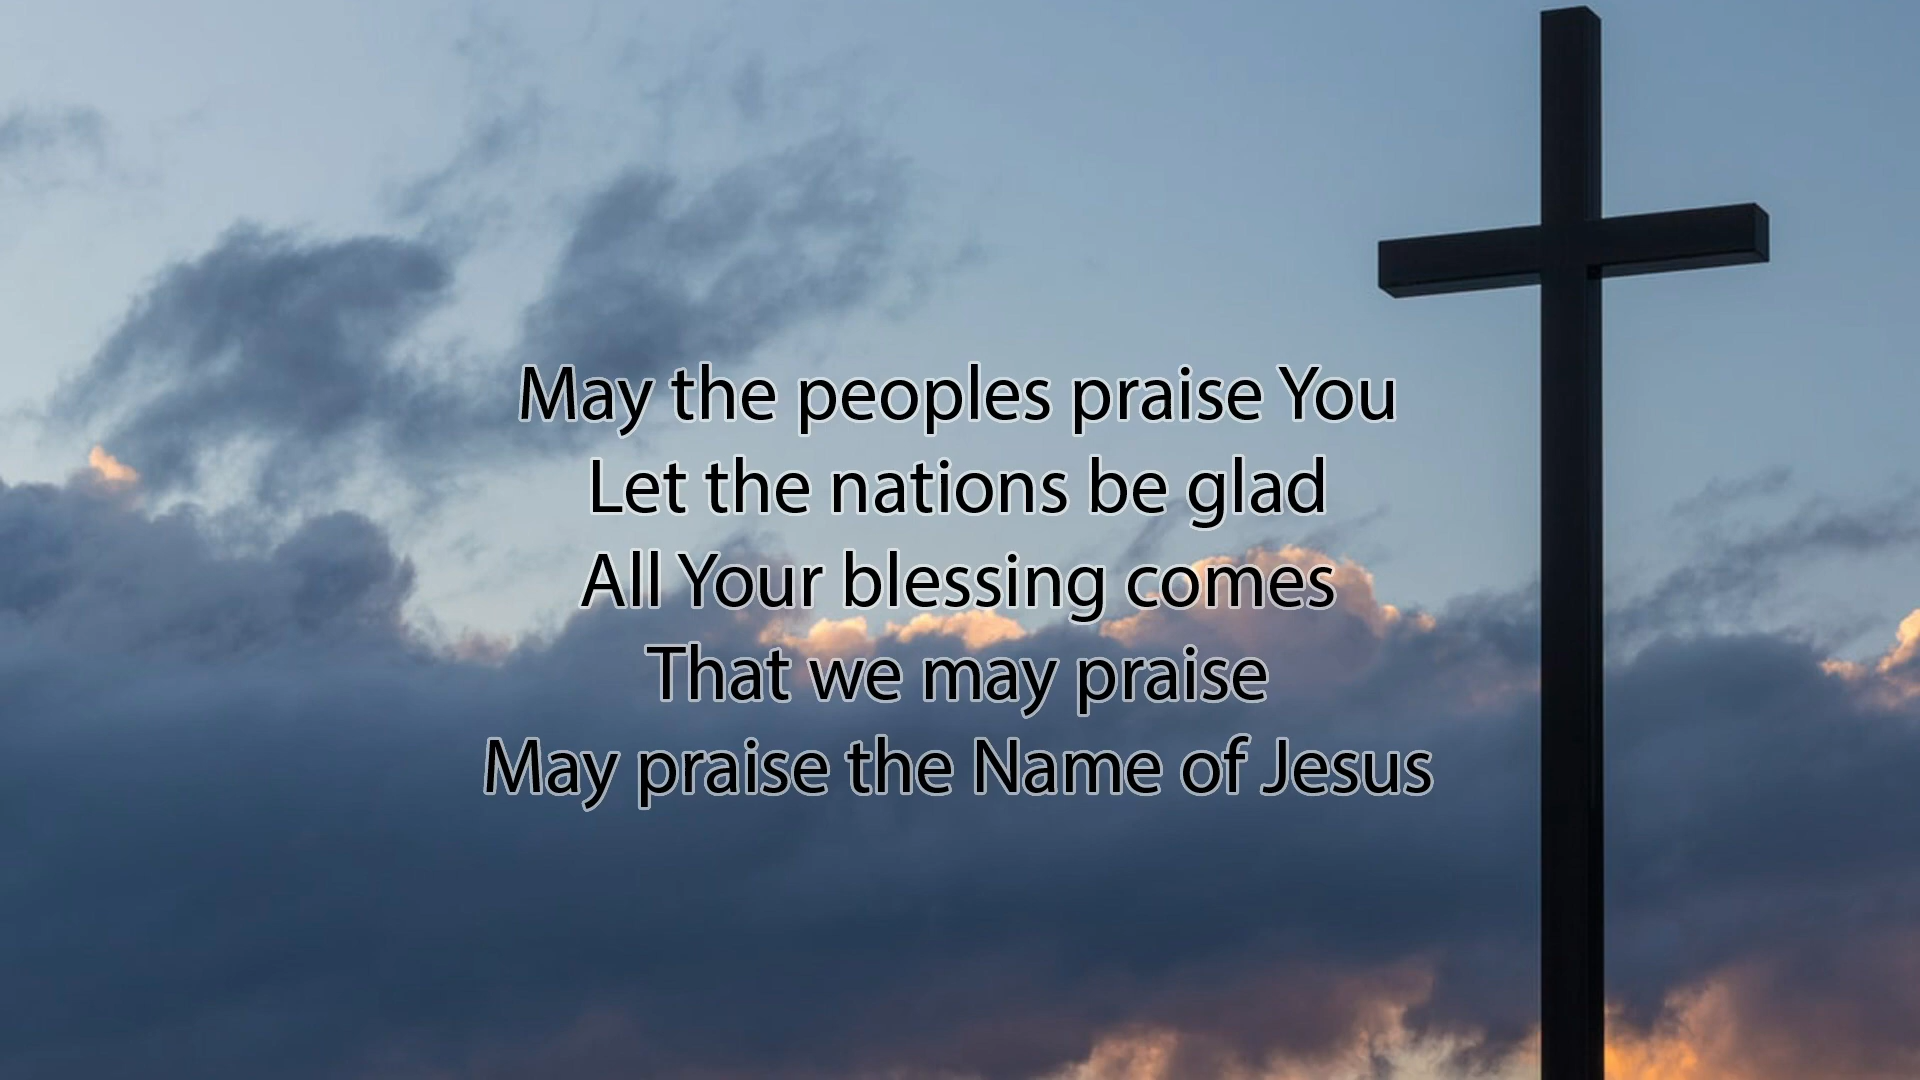 May the peoples praise You
Let the nations be glad
All Your blessing comes
That we may praise
May praise the Name of Jesus